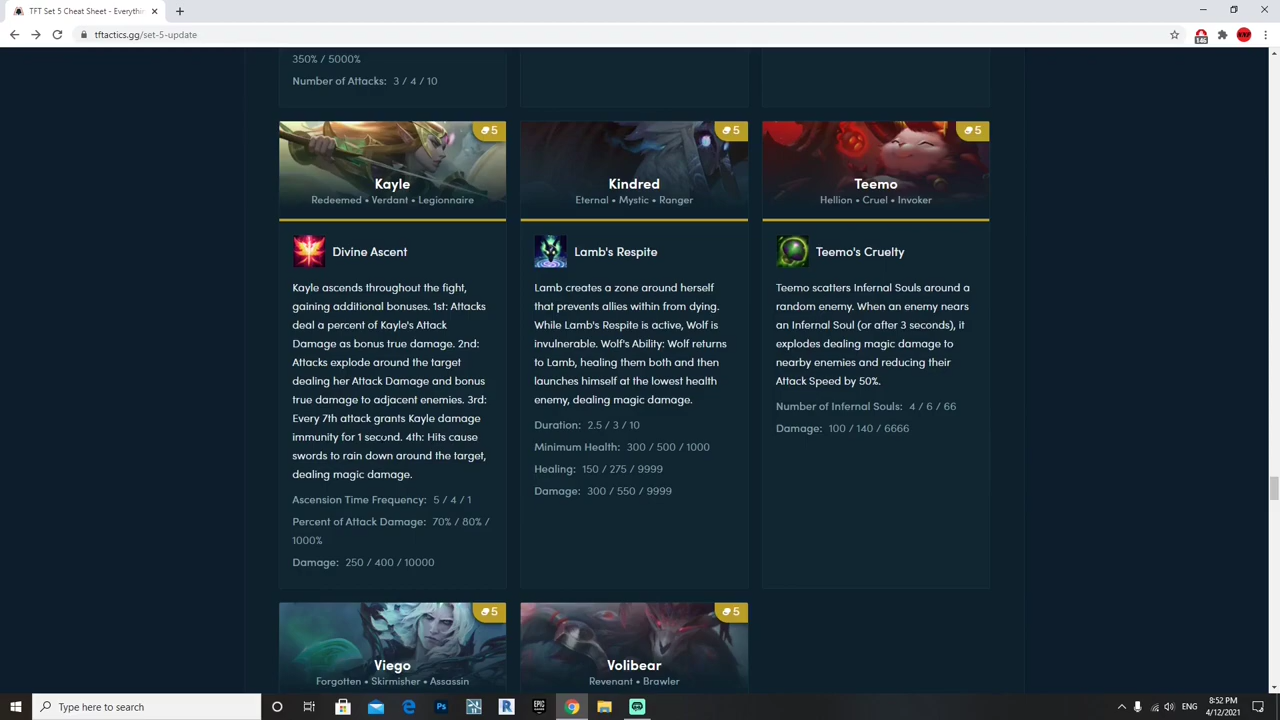 TFT Set 5 Cheat Sheet - Everythi
tftactics.gg/set-5-update
146
350% / 5000%
Number of Attacks: 3 / 4 / 10
5
Kayle
Redeemed • Verdant • Legionnaire
Divine Ascent
Kayle ascends throughout the fight,
gaining additional bonuses. 1st: Attacks
deal a percent of Kayle's Attack
Damage as bonus true damage. 2nd:
Attacks explode around the target
dealing her Attack Damage and bonus
true damage to adjacent enemies. 3rd:
Every 7th attack grants Kayle damage
immunity for 1 second. 4th: Hits cause
swords to rain down around the target,
dealing magic damage.
Ascension Time Frequency: 5 / 4 / 1
Percent of Attack Damage: 70% / 80% /
1000%
Damage: 250 / 400 / 10000
5
Kindred
Eternal • Mystic • Ranger
Lamb's Respite
Lamb creates a zone around herself
that prevents allies within from dying.
While Lamb's Respite is active, Wolf is
invulnerable. Wolf's Ability: Wolf returns
to Lamb, healing them both and then
launches himself at the lowest health
enemy, dealing magic damage.
Duration: 2.5 / 3 / 10
Minimum Health: 300 / 500 / 1000
Healing: 150 / 275 / 9999
Damage: 300 / 550 / 9999
5
Teemo
Hellion • Cruel • Invoker
Teemo's Cruelty
Teemo scatters Infernal Souls around a
random enemy. When an enemy nears
an Infernal Soul (or after 3 seconds), it
explodes dealing magic damage to
nearby enemies and reducing their
Attack Speed by 50%.
Number of Infernal Souls: 4 / 6 / 66
Damage: 100 / 140 / 6666
5
Viego
Forgotten • Skirmisher • Assassin
5
Volibear
Revenant • Brawler
Type here to search
Ps
R
EPIC
GAMES
ENG
8:52 PM
4/12/2021